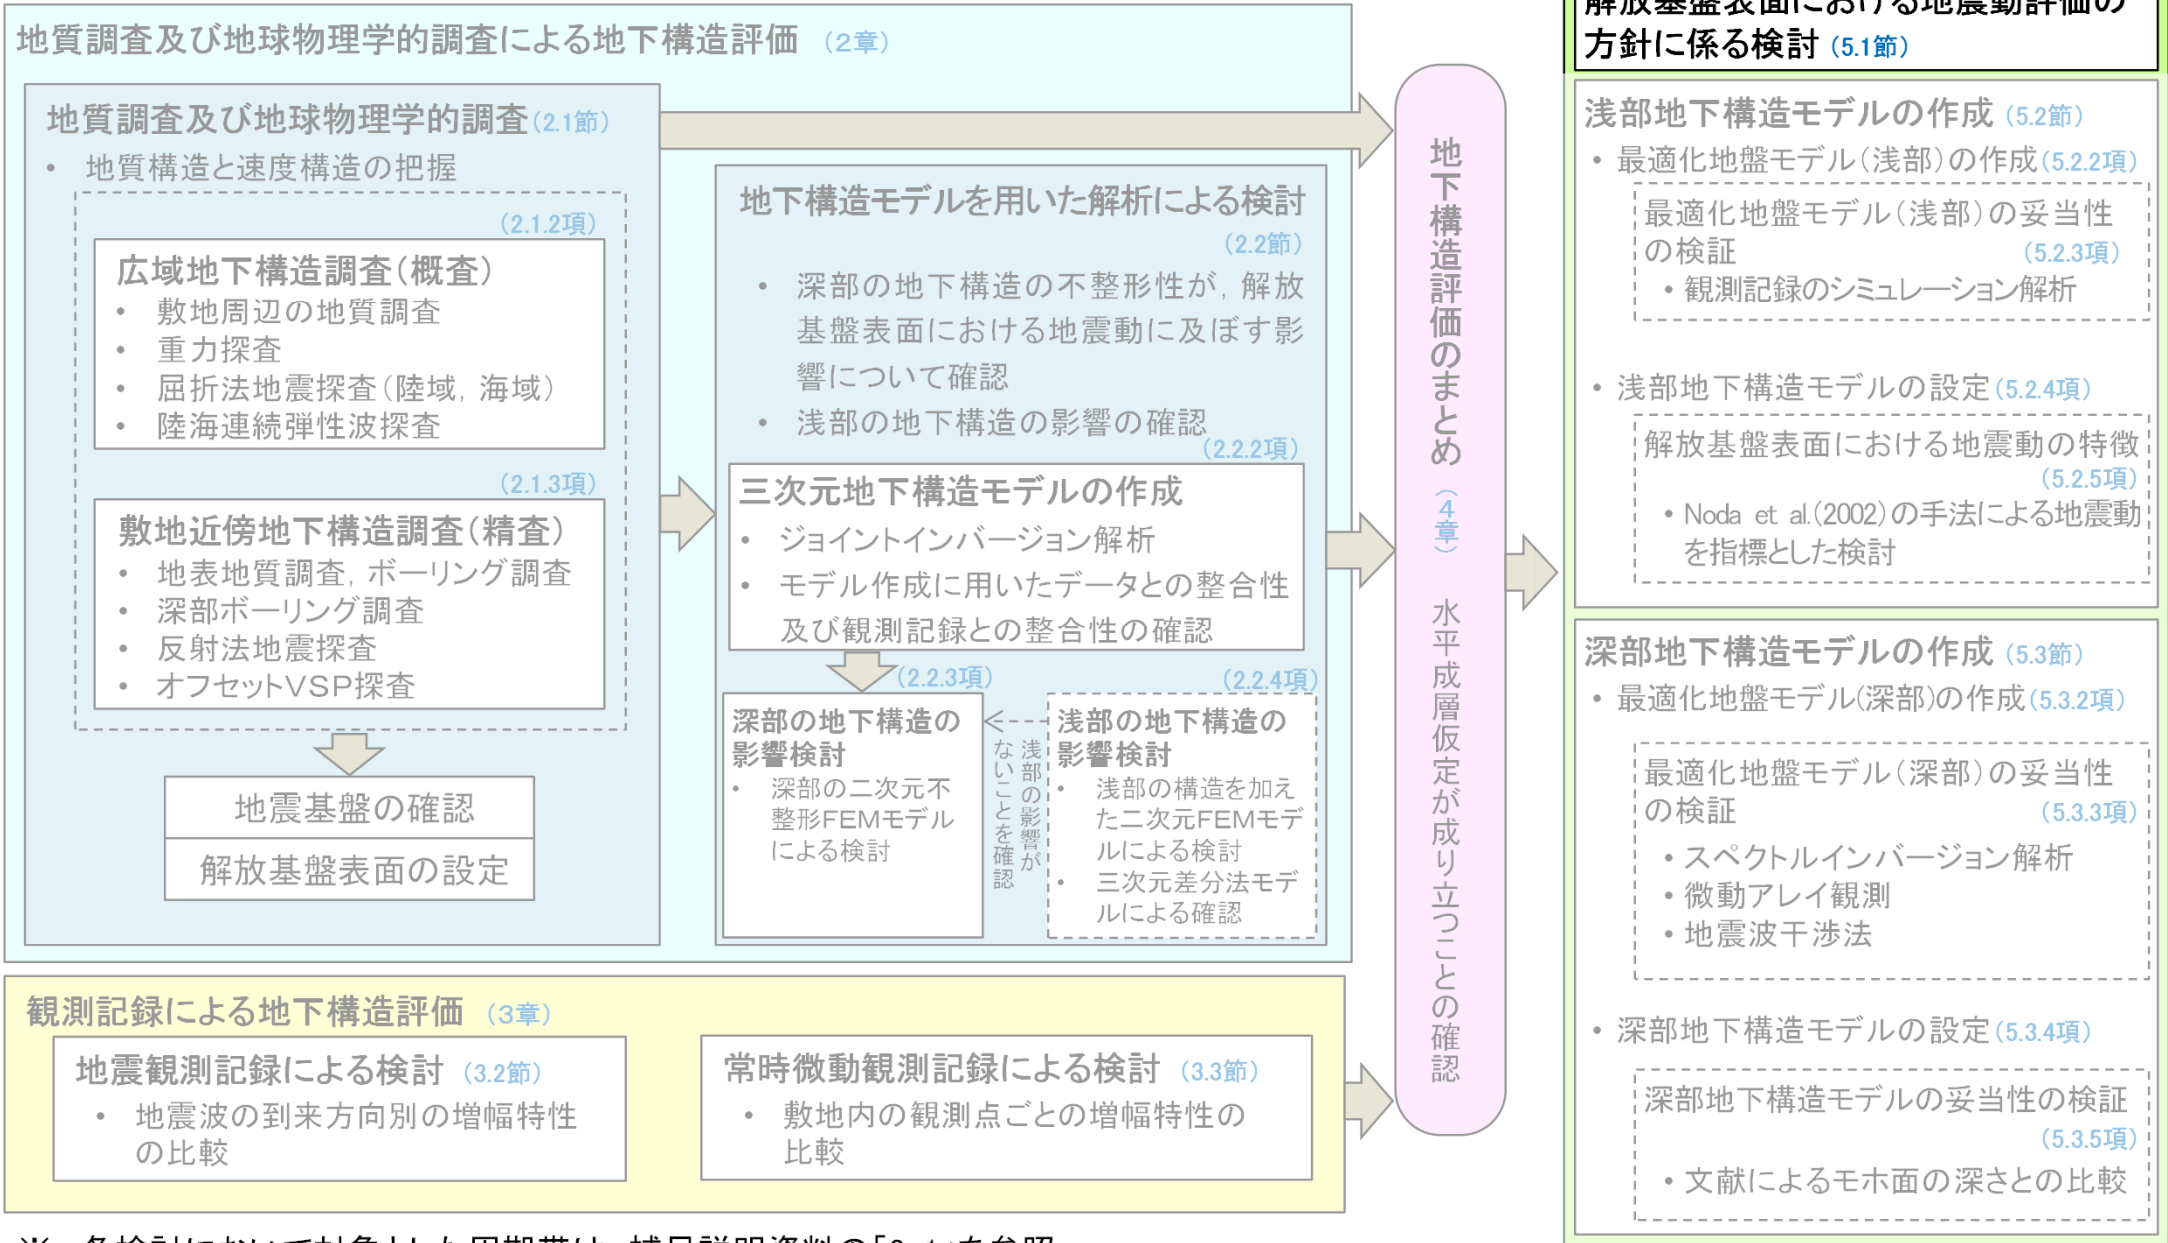 地質調査及び地球物理学的調査による地下構造評価 (2章)
地質調査及び地球物理学的調査(2.1節)
• 地質構造と速度構造の把握
(2.1.2項)
広域地下構造調査(概査)
• 敷地周辺の地質調査
• 重力探査
• 屈折法地震探査(陸域, 海域)
• 陸海連続弾性波探査
(2.1.3項)
敷地近傍地下構造調査(精査)
• 地表地質調査, ボーリング調査
• 深部ボーリング調査
• 反射法地震探査
• オフセットVSP探査
地震基盤の確認
解放基盤表面の設定
地下構造モデルを用いた解析による検討
(2.2節)
• 深部の地下構造の不整形性が, 解放
基盤表面における地震動に及ぼす影
響について確認
• 浅部の地下構造の影響の確認
(2.2.2項)
三次元地下構造モデルの作成
• ジョイントインバージョン解析
• モデル作成に用いたデータとの整合性
及び観測記録との整合性の確認
(2.2.3項)
深部の地下構造の
影響検討
• 深部の二次元不
整形FEMモデル
による検討
浅部の影響が
ないことを確認
(2.2.4項)
浅部の地下構造の
影響検討
• 浅部の構造を加え
た二次元FEMモデ
ルによる検討
• 三次元差分法モデ
ルによる確認
観測記録による地下構造評価 (3章)
地震観測記録による検討 (3.2節)
• 地震波の到来方向別の増幅特性
の比較
常時微動観測記録による検討 (3.3節)
• 敷地内の観測点ごとの増幅特性の
比較
地下構造評価のまとめ (4章) 水平成層仮定が成り立つことの確認
解放基盤表面における地震動評価の
方針に係る検討 (5.1節)
浅部地下構造モデルの作成 (5.2節)
• 最適化地盤モデル(浅部)の作成(5.2.2項)
最適化地盤モデル(浅部)の妥当性
の検証 (5.2.3項)
• 観測記録のシミュレーション解析
• 浅部地下構造モデルの設定(5.2.4項)
解放基盤表面における地震動の特徴
(5.2.5項)
• Noda et al.(2002)の手法による地震動
を指標とした検討
深部地下構造モデルの作成 (5.3節)
• 最適化地盤モデル(深部)の作成(5.3.2項)
最適化地盤モデル(深部)の妥当性
の検証 (5.3.3項)
• スペクトルインバージョン解析
• 微動アレイ観測
• 地震波干渉法
• 深部地下構造モデルの設定(5.3.4項)
深部地下構造モデルの妥当性の検証
(5.3.5項)
• 文献によるモホ面の深さとの比較